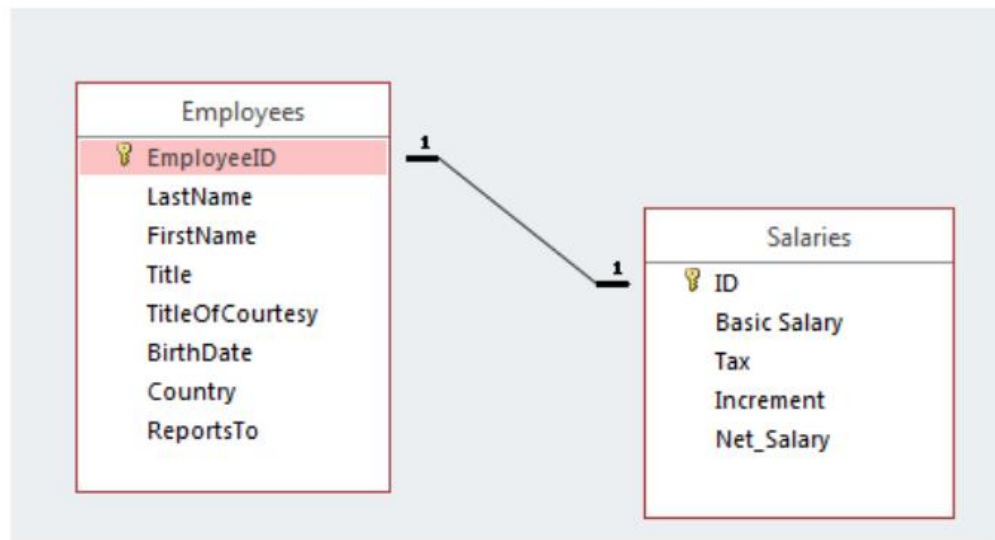 Employees
EmployeeID
LastName
FirstName
Title
TitleOfCourtesy
BirthDate
Country
ReportsTo
1
1
Salaries
ID
Basic Salary
Tax
Increment
Net_Salary